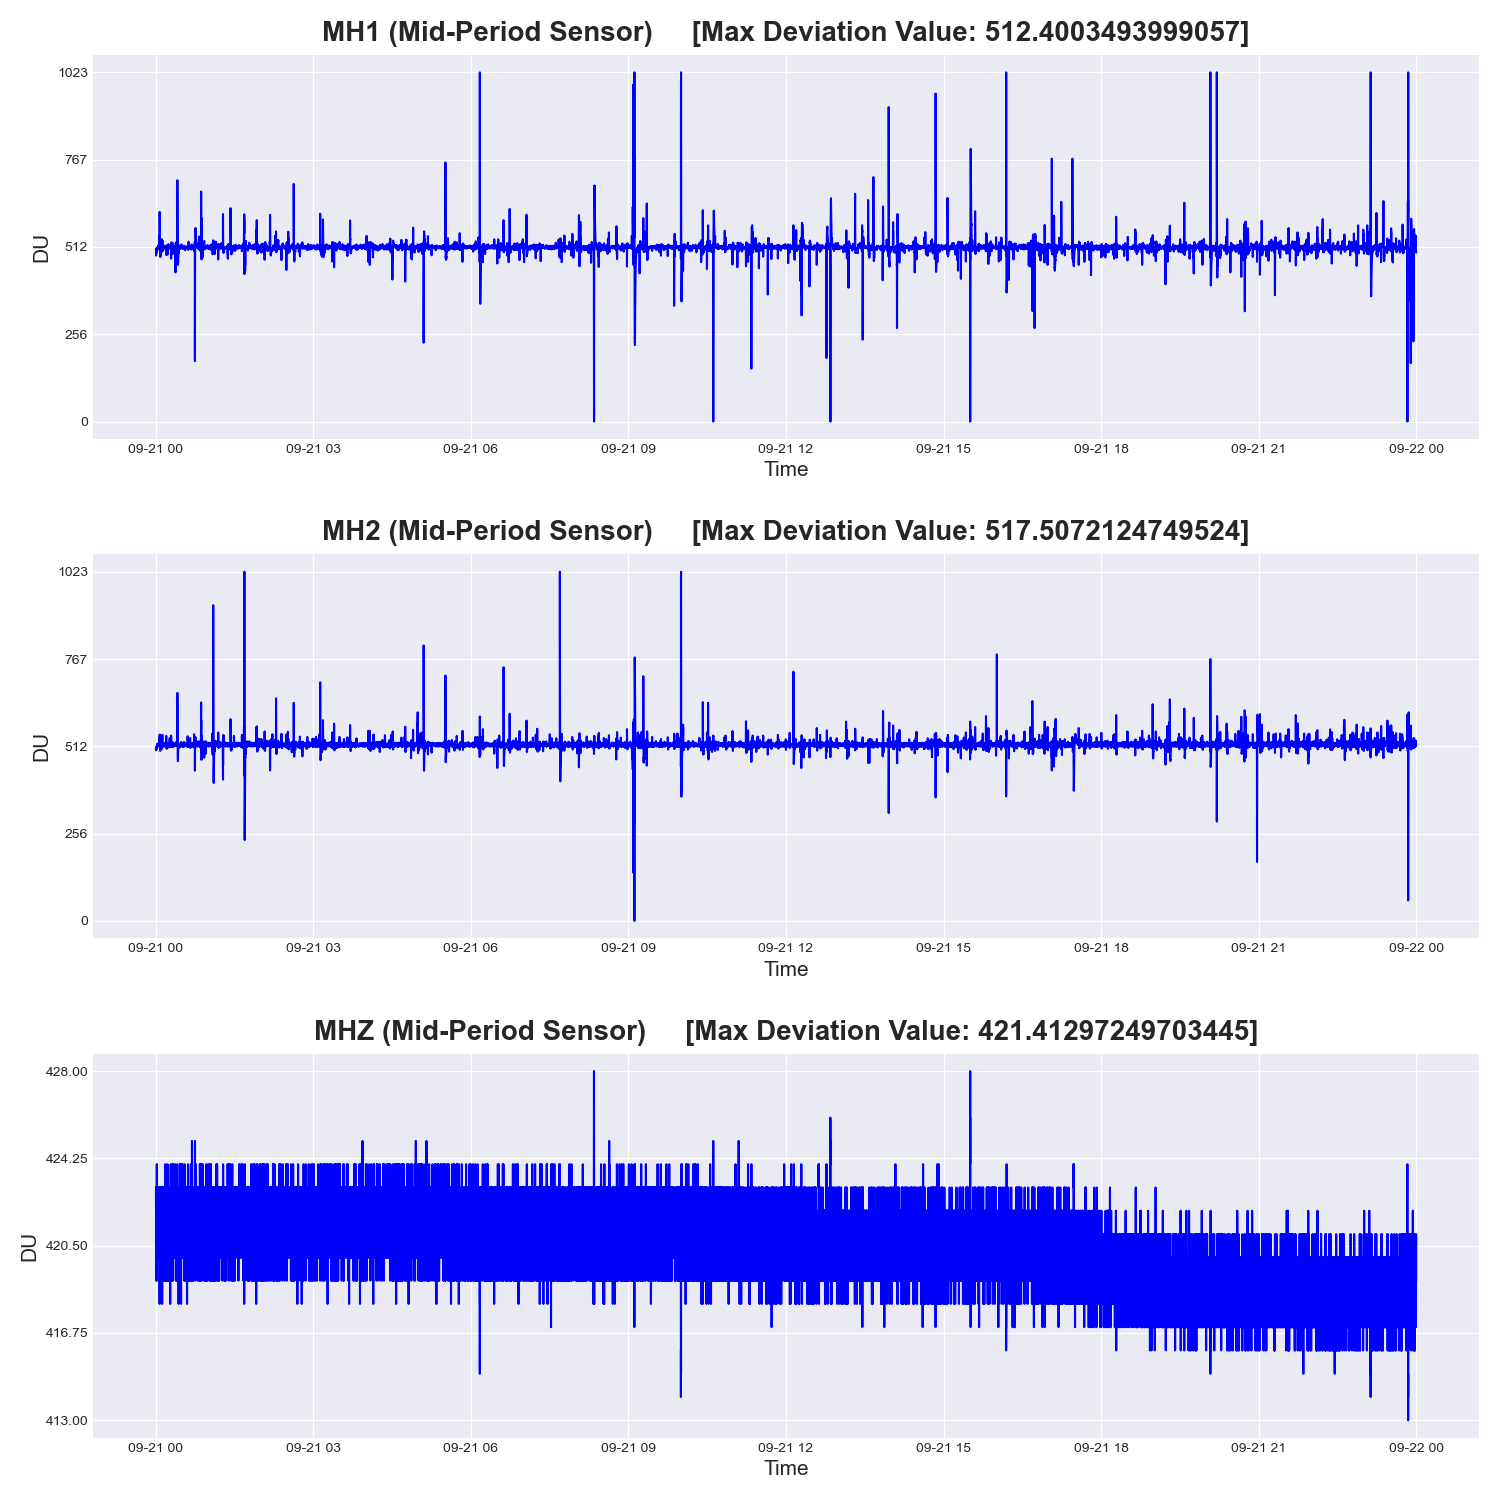 MH1 (Mid-Period Sensor) [Max Deviation Value: 512.4003493999057]
1023
767
512
256
0
DU
09-21 00 09-21 03 09-21 06 09-21 09 09-21 12 09-21 15 09-21 18 09-21 21 09-22 00
Time
MH2 (Mid-Period Sensor) [Max Deviation Value: 517.5072124749524]
1023
767
512
256
0
DU
09-21 00 09-21 03 09-21 06 09-21 09 09-21 12 09-21 15 09-21 18 09-21 21 09-22 00
Time
MHZ (Mid-Period Sensor) [Max Deviation Value: 421.41297249703445]
428.00
424.25
420.50
416.75
413.00
DU
09-21 00 09-21 03 09-21 06 09-21 09 09-21 12 09-21 15 09-21 18 09-21 21 09-22 00
Time